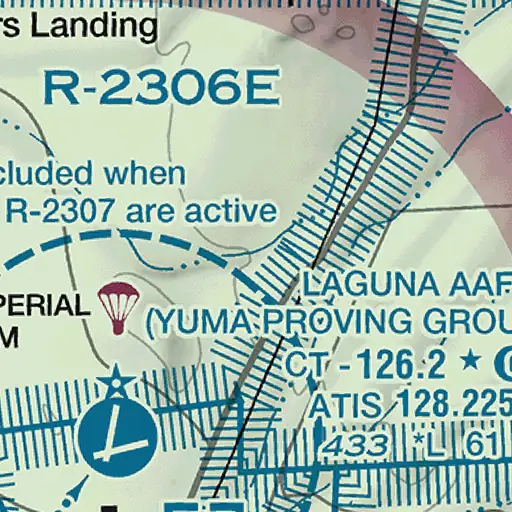 rs Landing
R-2306E
cluded when
R-2307 are active
LAGUNA AAF
PERIAL
(YUMA PROVING GROU
M
CT - 126.2 ★
ATIS 128.225
433 *L 61
57